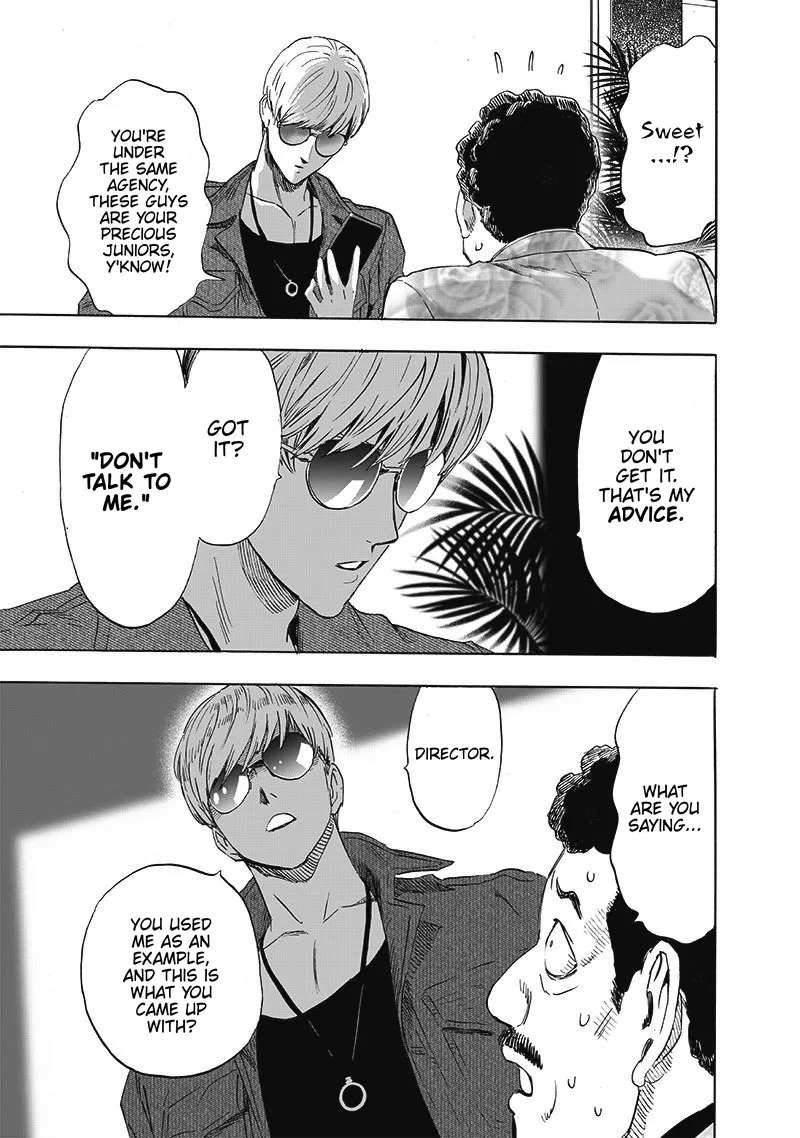 Sweet
...!?
YOU'RE
UNDER
THE SAME
AGENCY,
THESE GUYS
ARE YOUR
PRECIOUS
JUNIORS,
Y'KNOW!
YOU
DON'T
GET IT.
THAT'S MY
ADVICE.
GOT
IT?
"DON'T
TALK TO
ME."
WHAT
ARE YOU
SAYING...
DIRECTOR.
YOU USED
ME AS AN
EXAMPLE,
AND THIS IS
WHAT YOU
CAME UP
WITH?